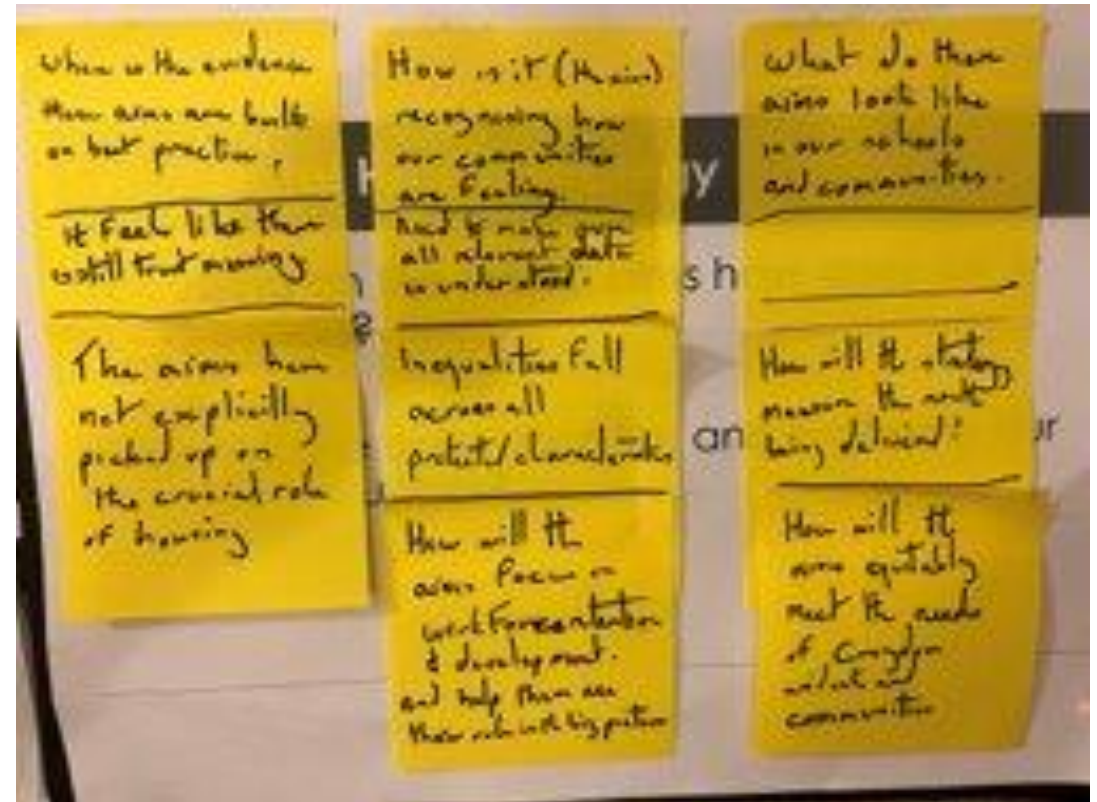 Where is the evidence
these aims are built
on best practice,
It Feels like there
is still trust missing
The aims have
not explicitly
picked up on
the crucial role
of housing
How is it (the aims)
recognising how
our communities
are Feeling.
Need to make sure
all relevant data
is understood.
Inequalities Fall
across all
protected characteristics
How will the
aims Focus on
workforce retention
& development.
and help them see
their role in the big picture
What do these
aims look like
in our schools
and communities.
How will the strategy
measure the work
being delivered?
How will the
aims equitably
meet the needs
of Croydon
and
communities
gy
s h
an
ur